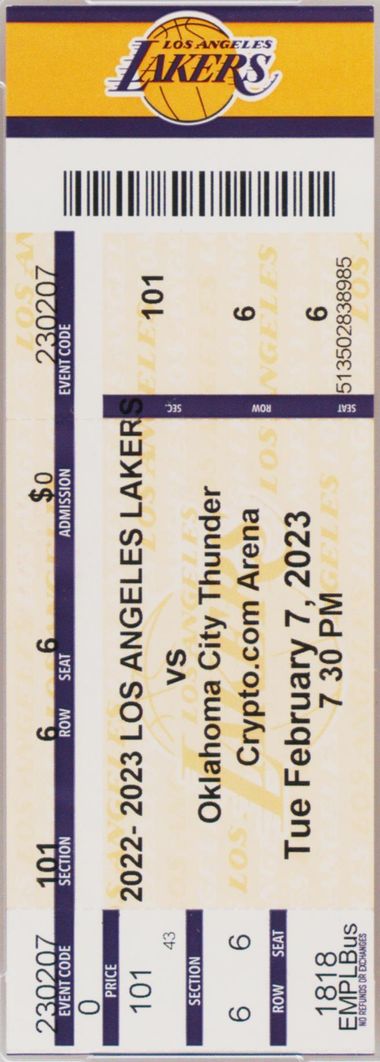 LOS ANGELES
LAKERS
230207 101 6 6 $0 230207
EVENT CODE SECTION ROW SEAT ADMISSION EVENT CODE
0
PRICE
101
43
SECTION
6 6
ROW SEAT
1818
EMPLBus
NO REFUNDS OR EXCHANGES
2022- 2023 LOS ANGELES LAKERS
VS
Oklahoma City Thunder
Crypto.com Arena
Tue February 7, 2023
7 30 PM
101
SEC.
6
ROW
6
SEAT
513502838985
LOS ANGELES
LAKERS